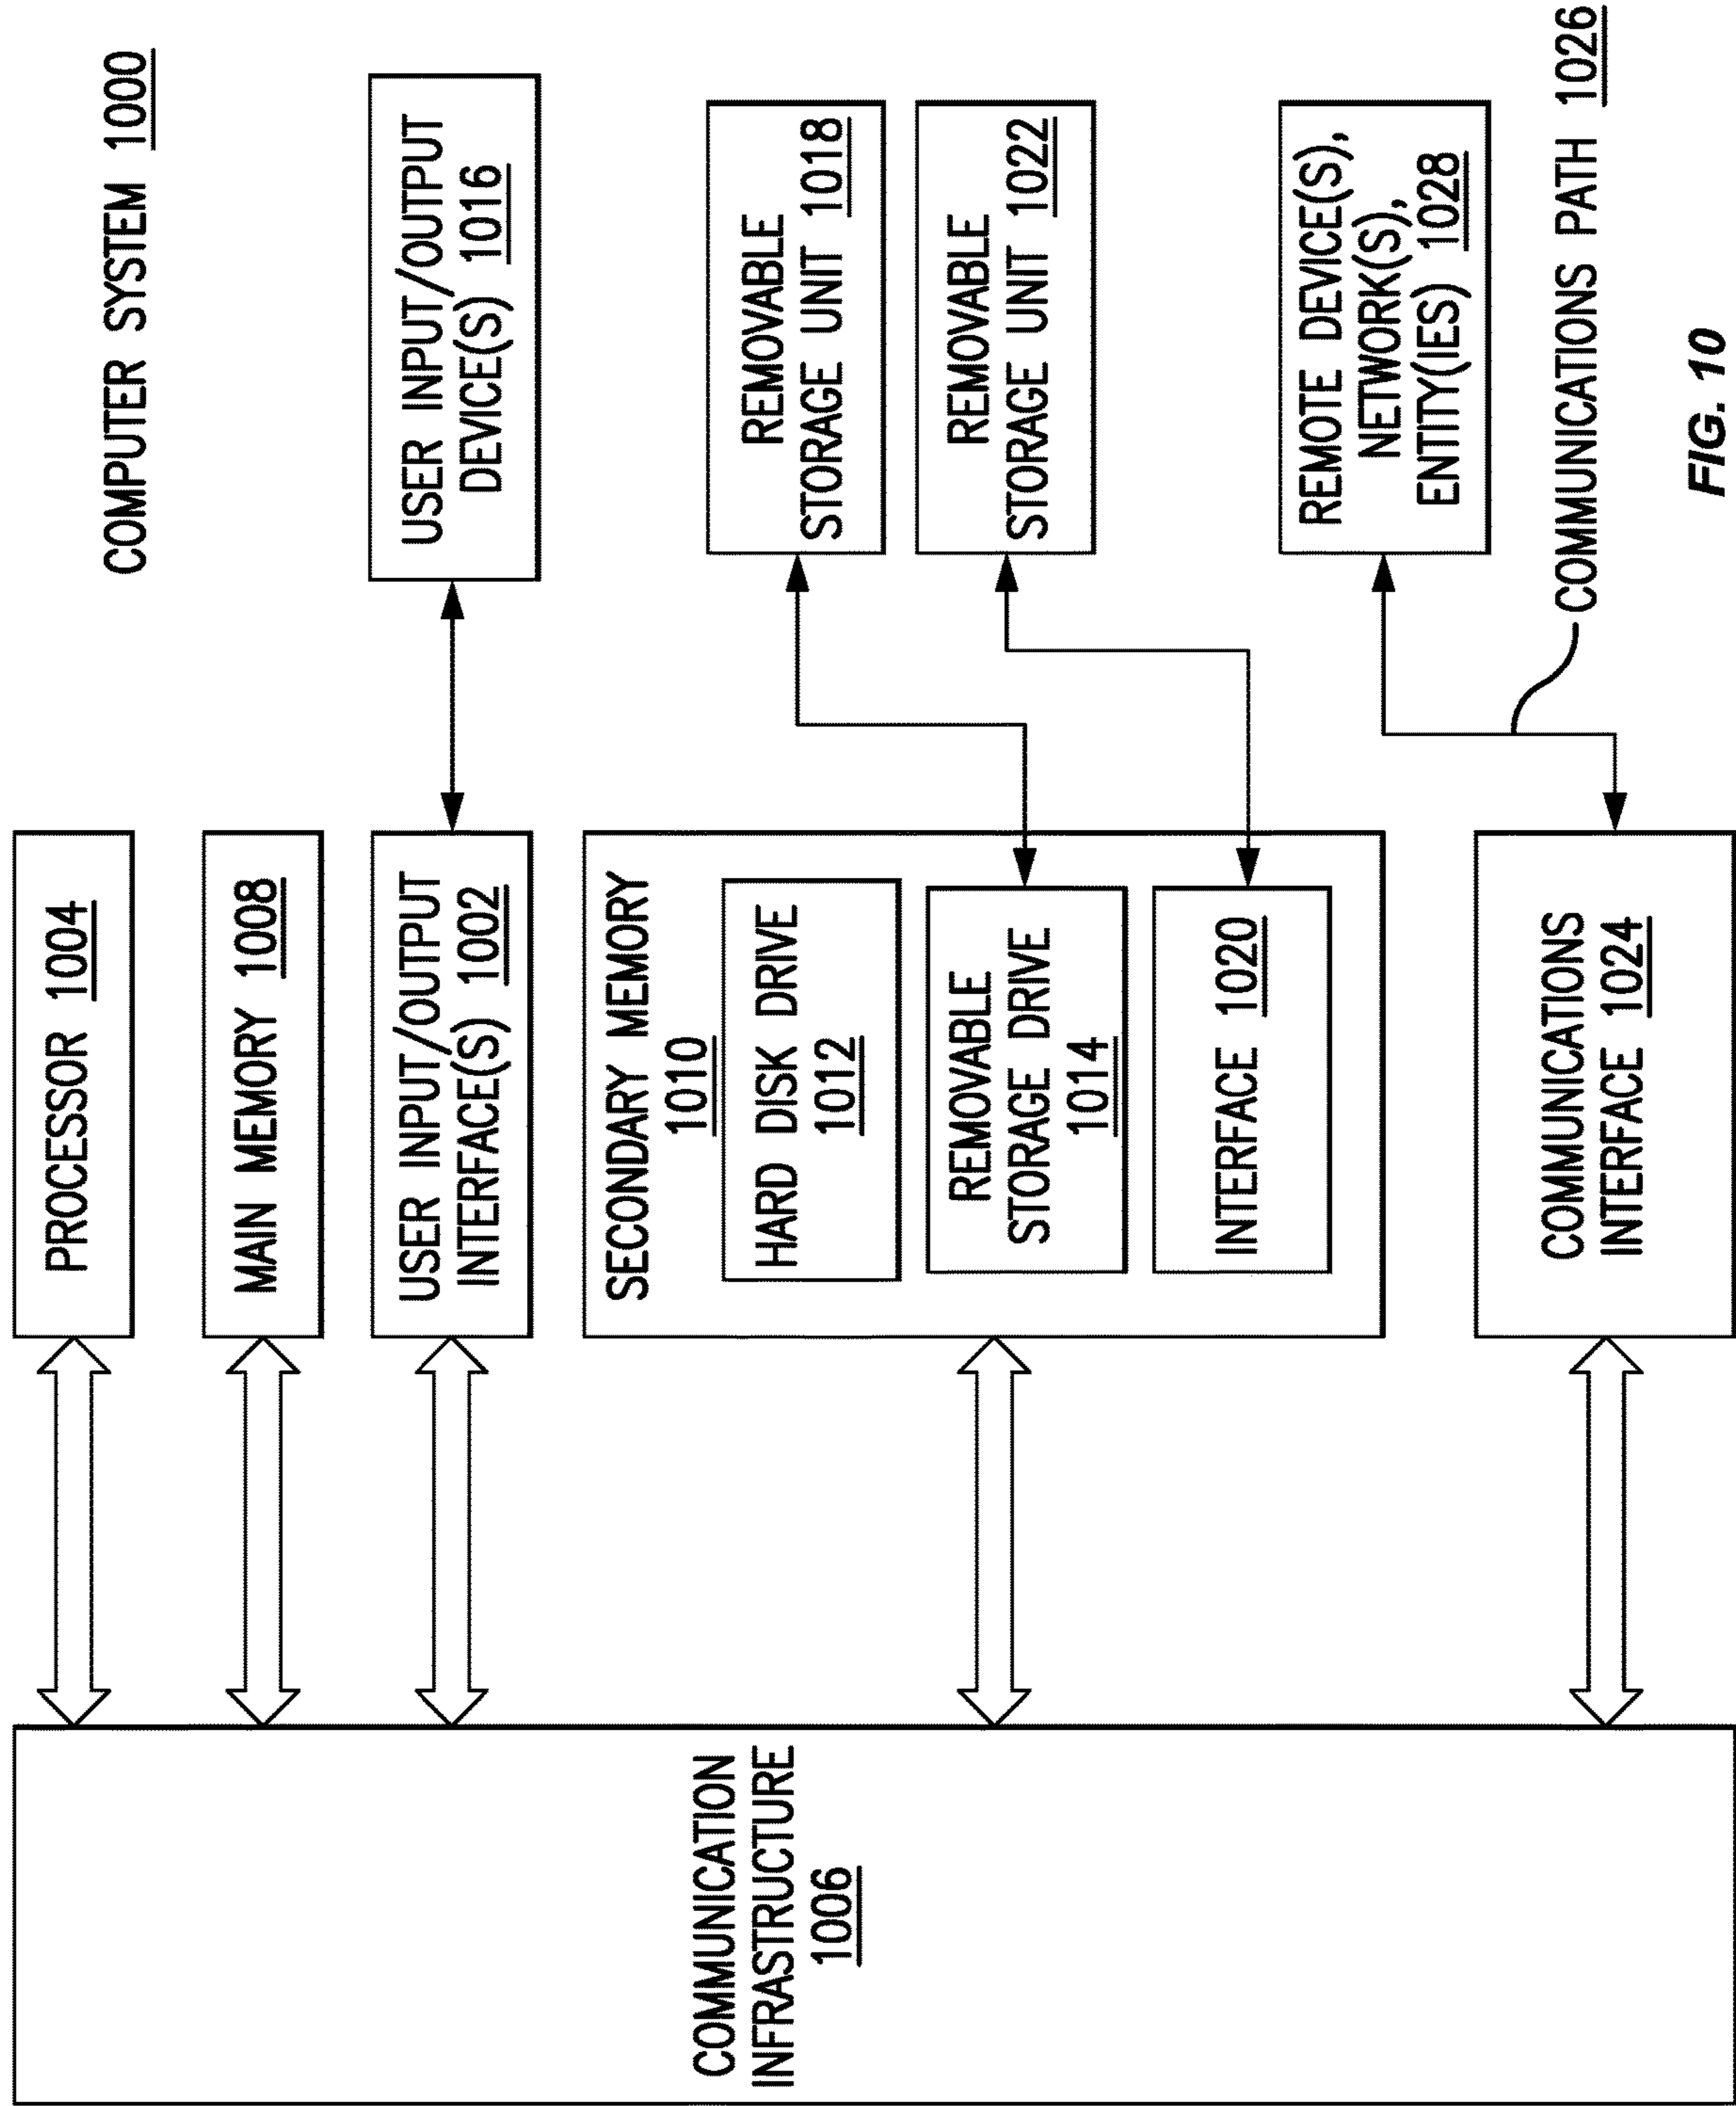 COMPUTER SYSTEM 1000
PROCESSOR 1004
MAIN MEMORY 1008
USER INPUT/OUTPUT
INTERFACE(S) 1002
USER INPUT/OUTPUT
DEVICE(S) 1016
COMMUNICATION
INFRASTRUCTURE
1006
SECONDARY MEMORY
1010
HARD DISK DRIVE
1012
REMOVABLE
STORAGE DRIVE
1014
INTERFACE 1020
REMOVABLE
STORAGE UNIT 1018
REMOVABLE
STORAGE UNIT 1022
COMMUNICATIONS
INTERFACE 1024
REMOTE DEVICE(S),
NETWORK(S),
ENTITY(IES) 1028
COMMUNICATIONS PATH 1026
FIG. 10